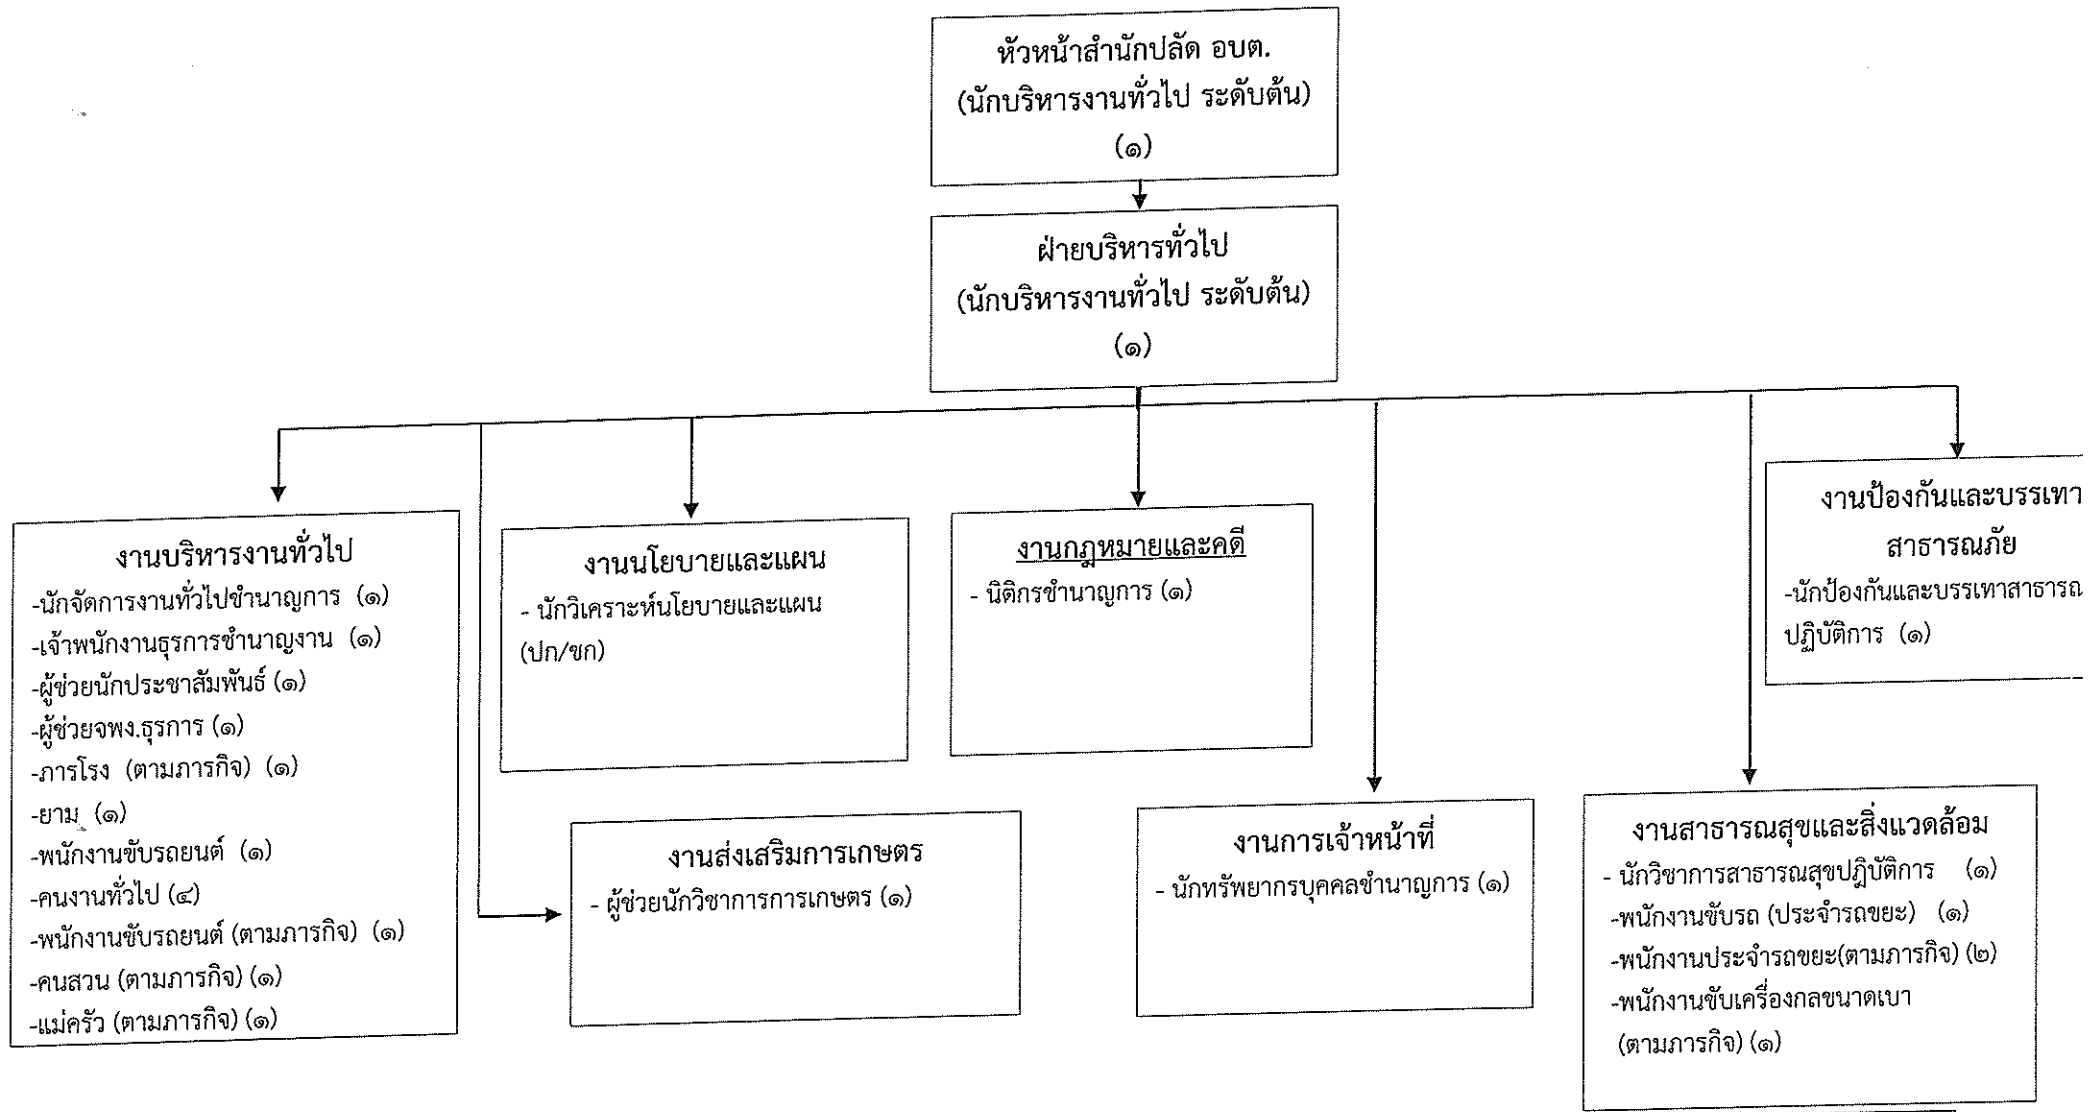 หัวหน้าสำนักปลัด อบต.
(นักบริหารงานทั่วไป ระดับต้น)
(๑)
ฝ่ายบริหารทั่วไป
(นักบริหารงานทั่วไป ระดับต้น)
(๑)
งานบริหารงานทั่วไป
-นักจัดการงานทั่วไปชำนาญการ (๑)
-เจ้าพนักงานธุรการชำนาญงาน (๑)
-ผู้ช่วยนักประชาสัมพันธ์ (๑)
-ผู้ช่วยจพง.ธุรการ (๑)
-ภารโรง (ตามภารกิจ) (๑)
-ยาม (๑)
-พนักงานขับรถยนต์ (๑)
-คนงานทั่วไป (๔)
-พนักงานขับรถยนต์ (ตามภารกิจ) (๑)
-คนสวน (ตามภารกิจ) (๑)
-แม่ครัว (ตามภารกิจ) (๑)
งานนโยบายและแผน
- นักวิเคราะห์นโยบายและแผน
(ปก/ชก)
งานกฎหมายและคดี
- นิติกรชำนาญการ (๑)
งานป้องกันและบรรเทา
สาธารณภัย
-นักป้องกันและบรรเทาสาธารณ
ปฏิบัติการ (๑)
งานส่งเสริมการเกษตร
- ผู้ช่วยนักวิชาการการเกษตร (๑)
งานการเจ้าหน้าที่
- นักทรัพยากรบุคคลชำนาญการ (๑)
งานสาธารณสุขและสิ่งแวดล้อม
- นักวิชาการสาธารณสุขปฏิบัติการ (๑)
-พนักงานขับรถ (ประจำรถขยะ) (๑)
-พนักงานประจำรถขยะ(ตามภารกิจ) (๒)
-พนักงานขับเครื่องกลขนาดเบา
(ตามภารกิจ) (๑)